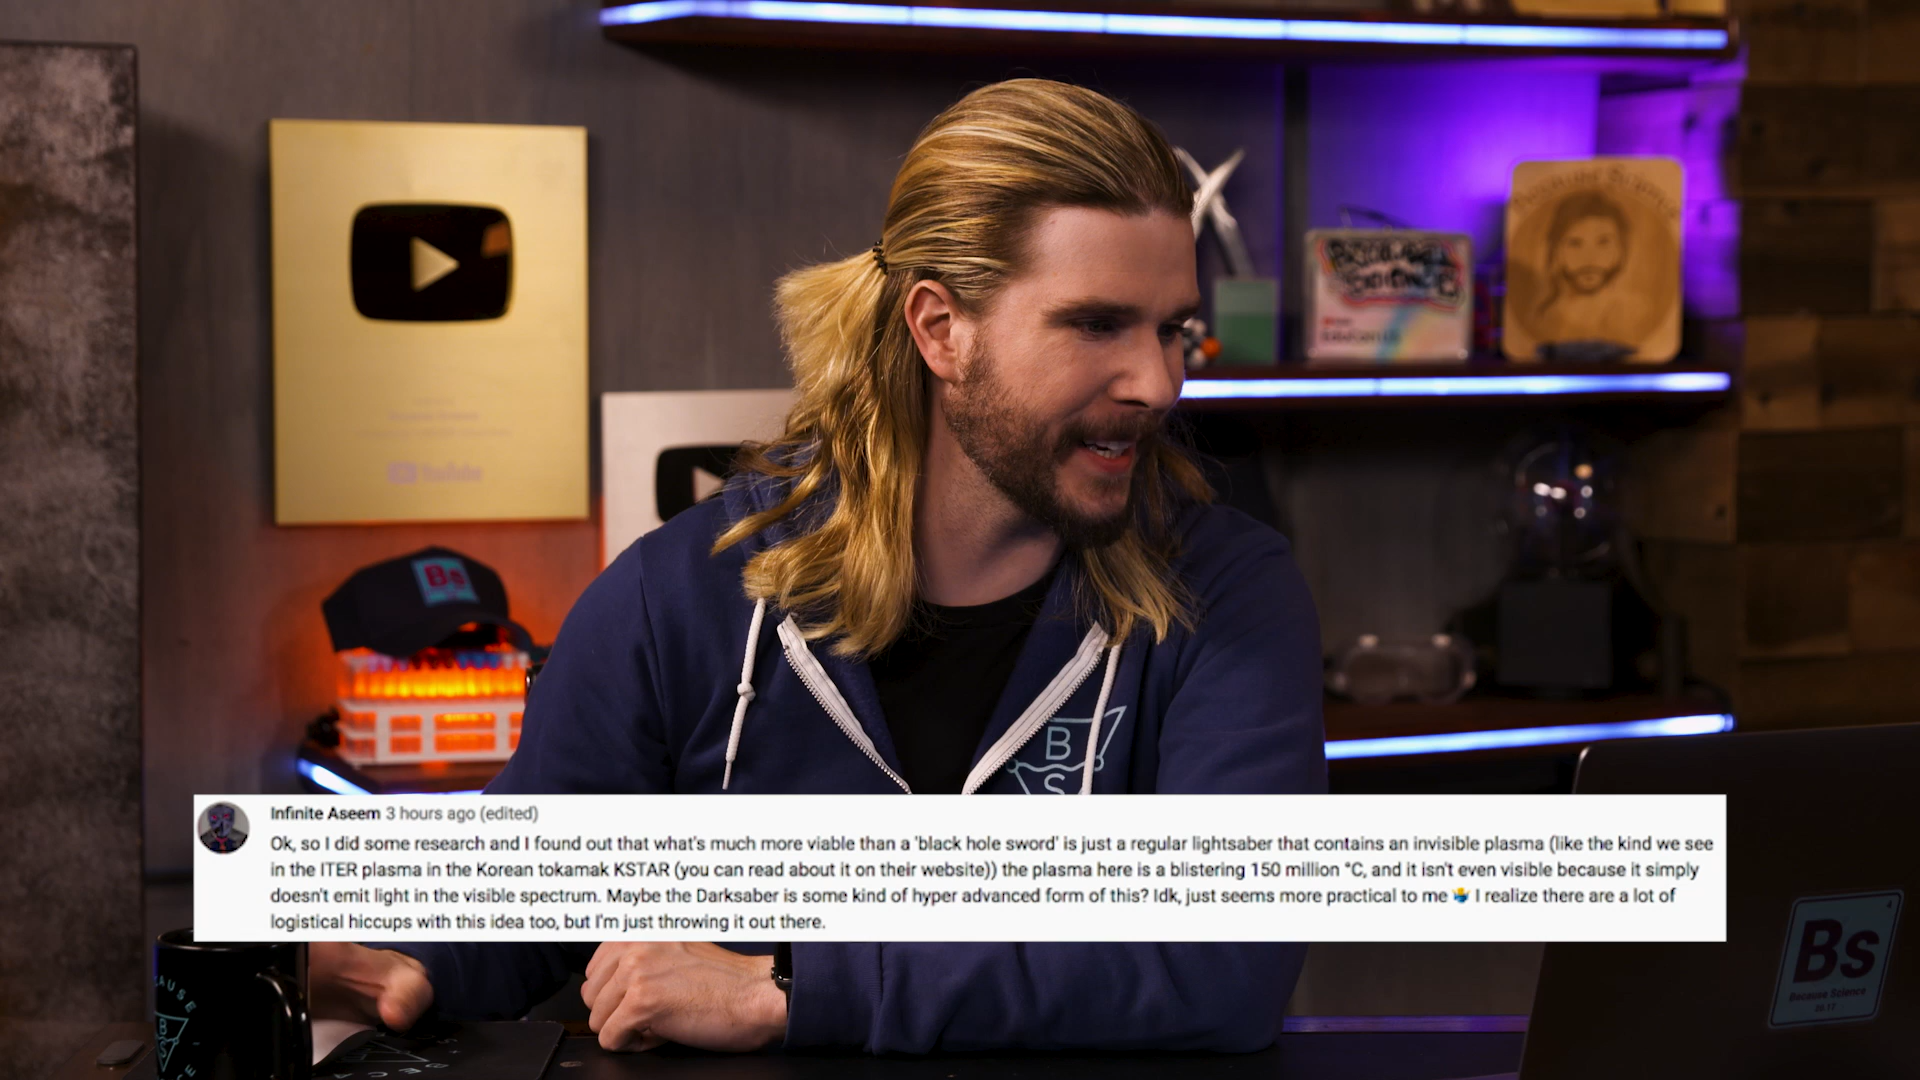 YouTube
Bs
B
S
Infinite Aseem 3 hours ago (edited)
Ok, so I did some research and I found out that what's much more viable than a 'black hole sword' is just a regular lightsaber that contains an invisible plasma (like the kind we see
in the ITER plasma in the Korean tokamak KSTAR (you can read about it on their website)) the plasma here is a blistering 150 million °C, and it isn't even visible because it simply
doesn't emit light in the visible spectrum. Maybe the Darksaber is some kind of hyper advanced form of this? Idk, just seems more practical to me 🤷 I realize there are a lot of
logistical hiccups with this idea too, but I'm just throwing it out there.
B
S
Bs
Because Science